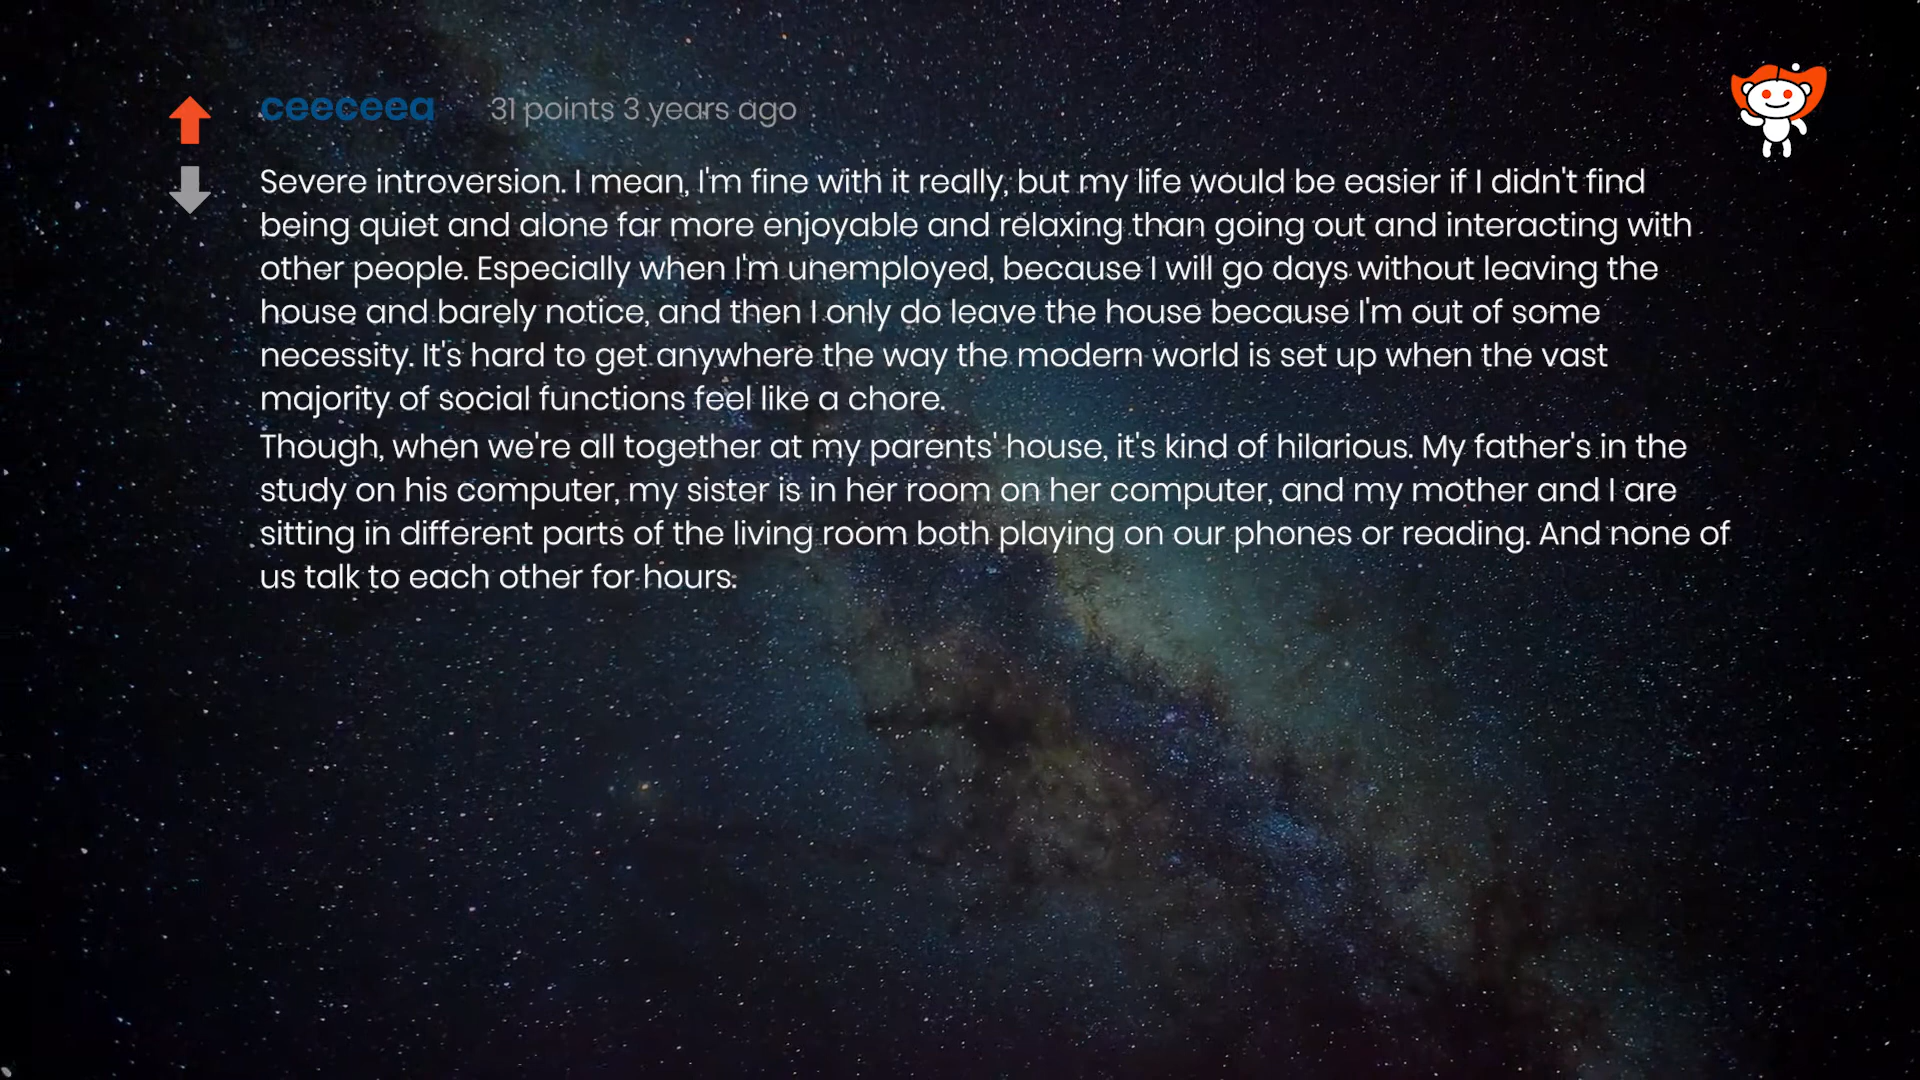 ceeceea 31 points 3 years ago
Severe introversion. I mean, I'm fine with it really, but my life would be easier if I didn't find
being quiet and alone far more enjoyable and relaxing than going out and interacting with
other people. Especially when I'm unemployed, because I will go days without leaving the
house and barely notice, and then I only do leave the house because I'm out of some
necessity. It's hard to get anywhere the way the modern world is set up when the vast
majority of social functions feel like a chore.
Though, when we're all together at my parents' house, it's kind of hilarious. My father's in the
study on his computer, my sister is in her room on her computer, and my mother and I are
sitting in different parts of the living room both playing on our phones or reading. And none of
us talk to each other for hours.